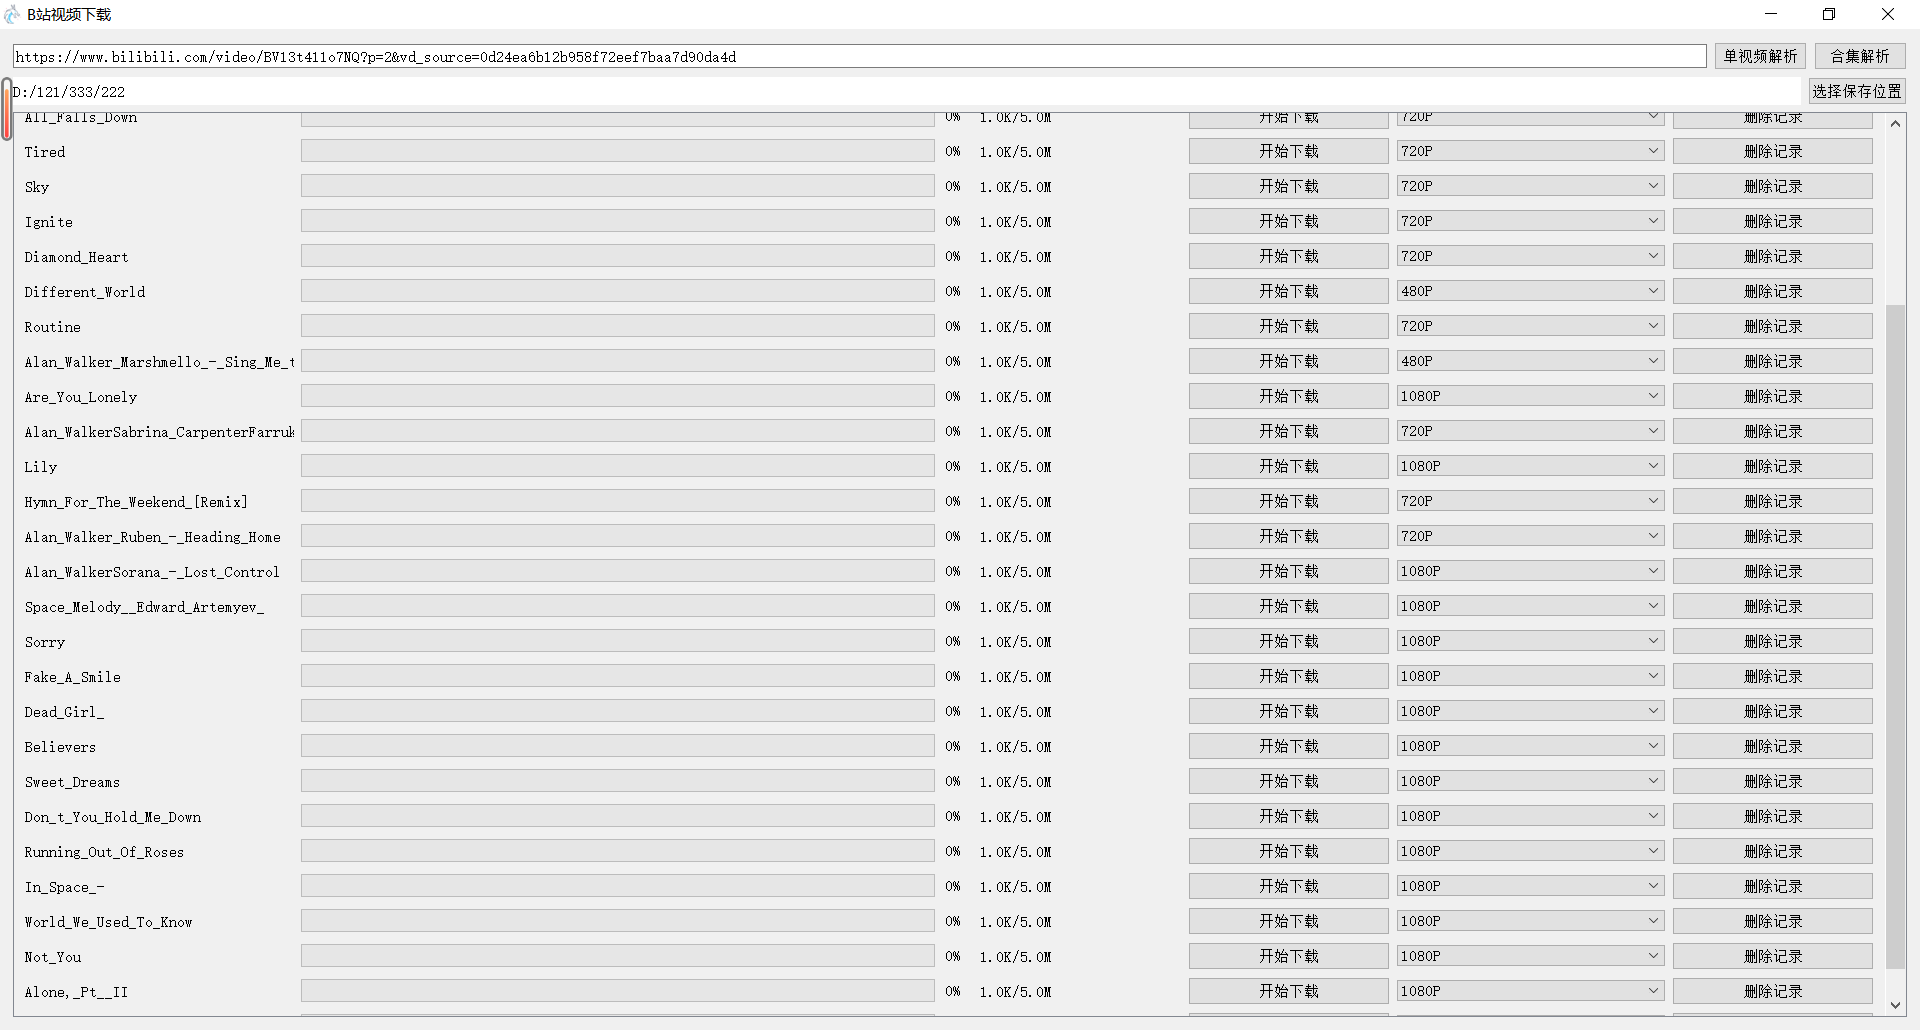 B站视频下载
https://www.bilibili.com/video/BV13t411o7NQ?p=2&vd_source=0d24ea6b12b958f72eef7baa7d90da4d 单视频解析 合集解析
D:/121/333/222 选择保存位置
All_Falls_Down 0% 1.0K/5.0M 开始下载 720P 删除记录
Tired 0% 1.0K/5.0M 开始下载 720P 删除记录
Sky 0% 1.0K/5.0M 开始下载 720P 删除记录
Ignite 0% 1.0K/5.0M 开始下载 720P 删除记录
Diamond_Heart 0% 1.0K/5.0M 开始下载 720P 删除记录
Different_World 0% 1.0K/5.0M 开始下载 480P 删除记录
Routine 0% 1.0K/5.0M 开始下载 720P 删除记录
Alan_Walker_Marshmello_-_Sing_Me_t 0% 1.0K/5.0M 开始下载 480P 删除记录
Are_You_Lonely 0% 1.0K/5.0M 开始下载 1080P 删除记录
Alan_WalkerSabrina_CarpenterFarruk 0% 1.0K/5.0M 开始下载 720P 删除记录
Lily 0% 1.0K/5.0M 开始下载 1080P 删除记录
Hymn_For_The_Weekend_[Remix] 0% 1.0K/5.0M 开始下载 720P 删除记录
Alan_Walker_Ruben_-_Heading_Home 0% 1.0K/5.0M 开始下载 720P 删除记录
Alan_WalkerSorana_-_Lost_Control 0% 1.0K/5.0M 开始下载 1080P 删除记录
Space_Melody__Edward_Artemyev_ 0% 1.0K/5.0M 开始下载 1080P 删除记录
Sorry 0% 1.0K/5.0M 开始下载 1080P 删除记录
Fake_A_Smile 0% 1.0K/5.0M 开始下载 1080P 删除记录
Dead_Girl_ 0% 1.0K/5.0M 开始下载 1080P 删除记录
Believers 0% 1.0K/5.0M 开始下载 1080P 删除记录
Sweet_Dreams 0% 1.0K/5.0M 开始下载 1080P 删除记录
Don_t_You_Hold_Me_Down 0% 1.0K/5.0M 开始下载 1080P 删除记录
Running_Out_Of_Roses 0% 1.0K/5.0M 开始下载 1080P 删除记录
In_Space_- 0% 1.0K/5.0M 开始下载 1080P 删除记录
World_We_Used_To_Know 0% 1.0K/5.0M 开始下载 1080P 删除记录
Not_You 0% 1.0K/5.0M 开始下载 1080P 删除记录
Alone,_Pt__II 0% 1.0K/5.0M 开始下载 1080P 删除记录